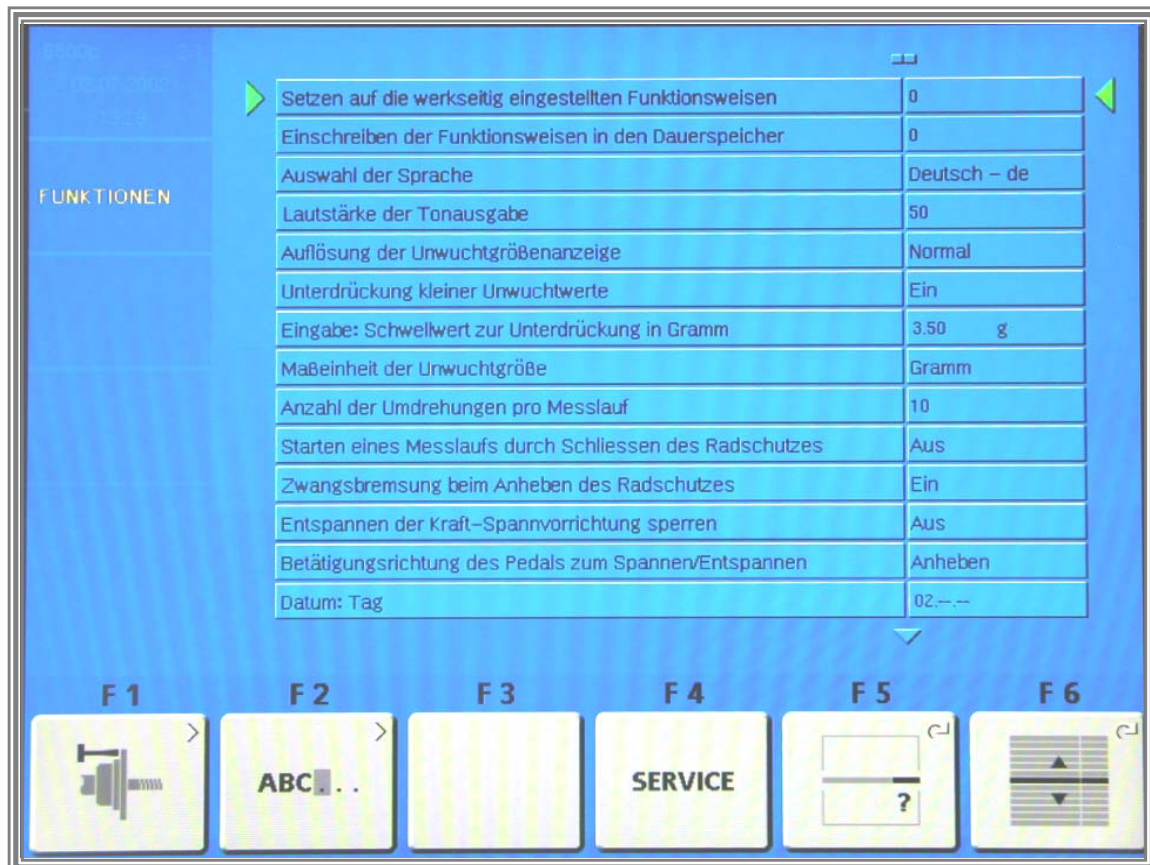 02.07.2002
FUNKTIONEN
Setzen auf die werkseitig eingestellten Funktionsweisen 0
Einschreiben der Funktionsweisen in den Dauerspeicher 0
Auswahl der Sprache Deutsch – de
Lautstärke der Tonausgabe 50
Auflösung der Unwuchtgrößenanzeige Normal
Unterdrückung kleiner Unwuchtwerte Ein
Eingabe: Schwellwert zur Unterdrückung in Gramm 3.50 g
Maßeinheit der Unwuchtgröße Gramm
Anzahl der Umdrehungen pro Messlauf 10
Starten eines Messlaufs durch Schliessen des Radschutzes Aus
Zwangsbremsung beim Anheben des Radschutzes Ein
Entspannen der Kraft–Spannvorrichtung sperren Aus
Betätigungsrichtung des Pedals zum Spannen/Entspannen Anheben
Datum: Tag 02.--.--
F 1 F 2 F 3 F 4 F 5 F 6
ABC . . .
SERVICE
?